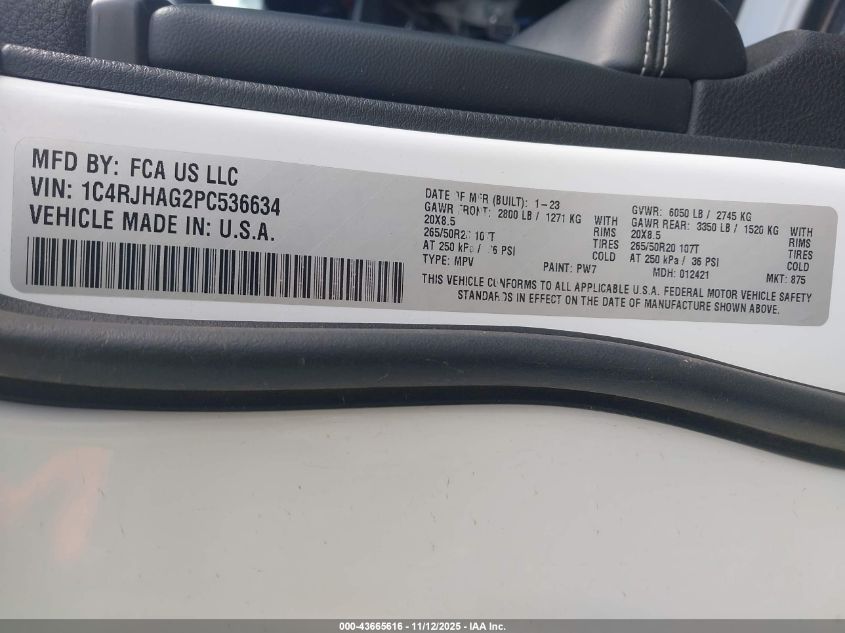 MFD BY: FCA US LLC
VIN: 1C4RJHAG2PC536634
VEHICLE MADE IN: U.S.A.
DATE OF MFR (BUILT): 1-23
GAWR FRONT: 2800 LB / 1271 KG WITH
20X8.5 RIMS
265/50R20 107T TIRES
AT 250 kPa / 36 PSI COLD
TYPE: MPV PAINT: PW7
GVWR: 6050 LB / 2745 KG
GAWR REAR: 3350 LB / 1520 KG WITH
20X8.5 RIMS
265/50R20 107T TIRES
AT 250 kPa / 36 PSI COLD
MDH: 012421 MKT: 875
THIS VEHICLE CONFORMS TO ALL APPLICABLE U.S.A. FEDERAL MOTOR VEHICLE SAFETY
STANDARDS IN EFFECT ON THE DATE OF MANUFACTURE SHOWN ABOVE.
000-43665616 - 11/12/2025 - IAA Inc.